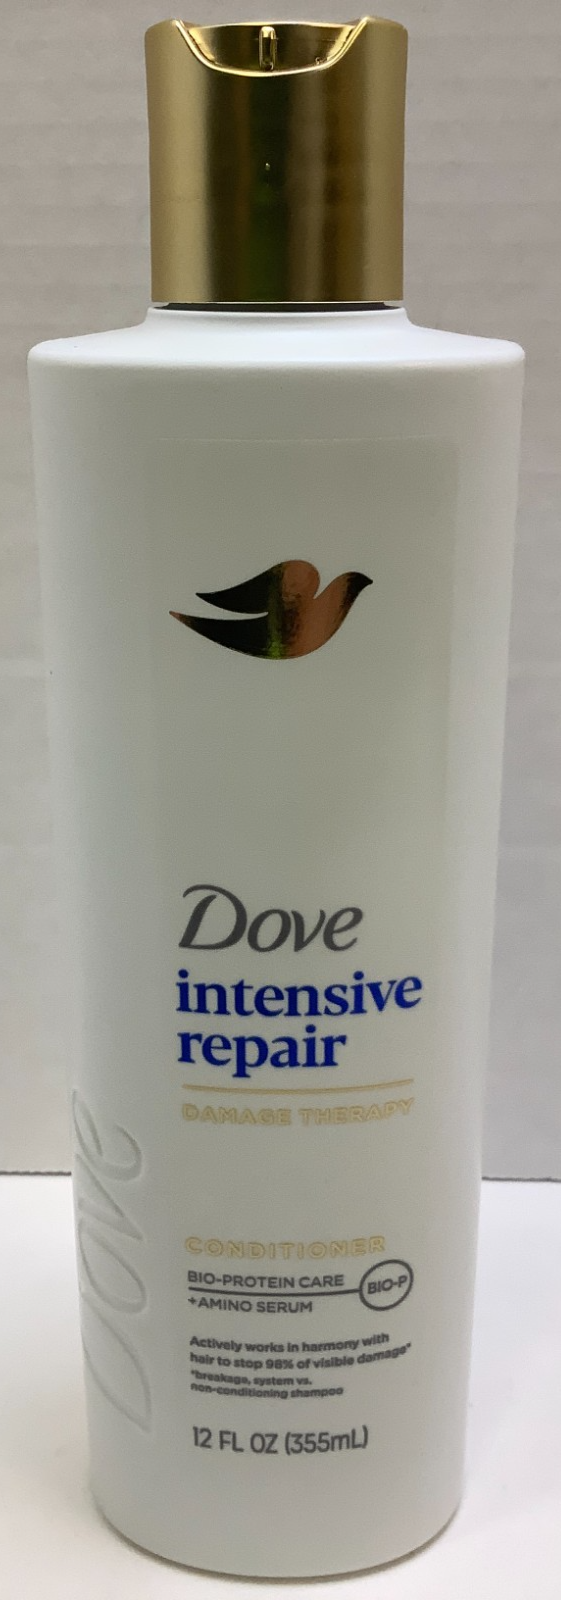 Dove
intensive
repair
DAMAGE THERAPY
CONDITIONER
BIO-PROTEIN CARE
+AMINO SERUM
BIO-P
Actively works in harmony with
hair to stop 98% of visible damage*
*breakage, system vs.
non-conditioning shampoo
12 FL OZ (355mL)
Dove